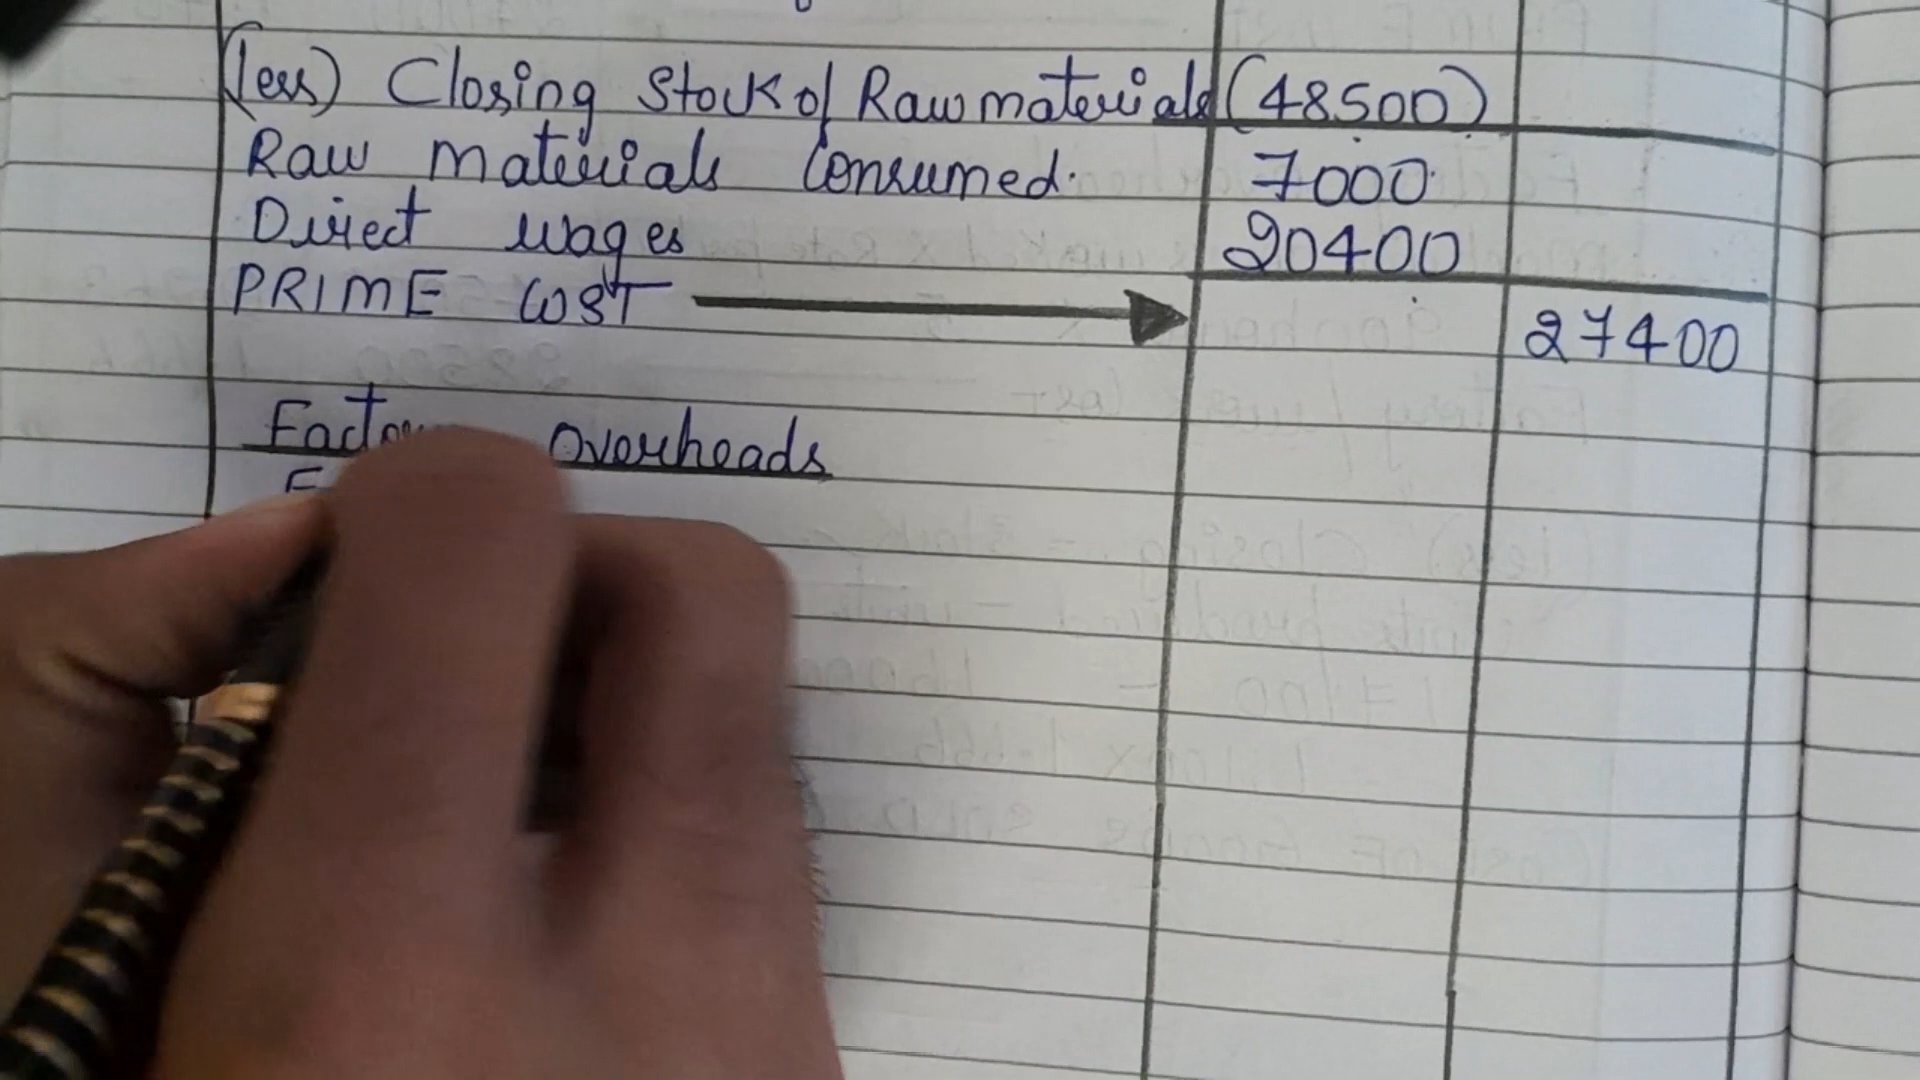 (less) Closing Stock of Raw materials (48500)
Raw materials Consumed. 7000
Direct wages 20400
PRIME COST 27400
Overheads